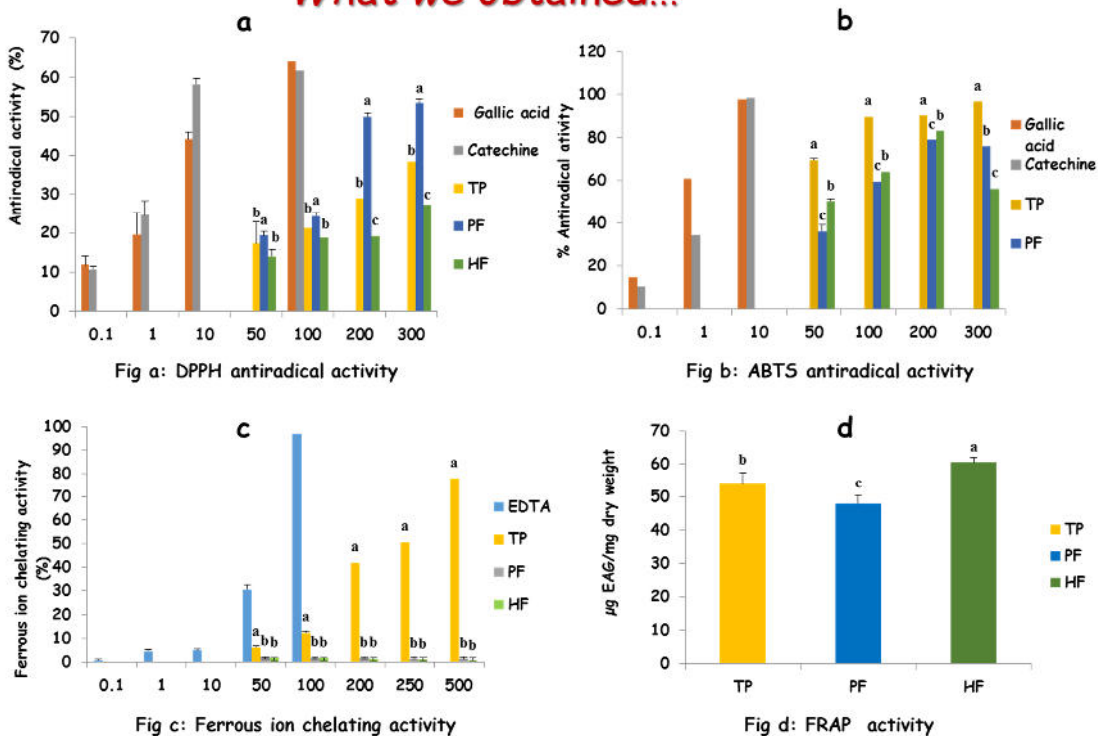 What we obtained...
a
Antiradical activity (%)
70
60
50
40
30
20
10
0
a
a
b
b
b a b
b a b
c
c
0.1 1 10 50 100 200 300
Gallic acid
Catechine
TP
PF
HF
Fig a: DPPH antiradical activity
b
% Antiradical ativity
120
100
80
60
40
20
0
a
c
b
a
c
b
a
c
b
a
b
c
0.1 1 10 50 100 200 300
Gallic
acid
Catechine
TP
PF
Fig b: ABTS antiradical activity
c
Ferrous ion chelating activity
(%)
100
90
80
70
60
50
40
30
20
10
0
a
bb
a
bb
a
bb
a
bb
a
bb
0.1 1 10 50 100 200 250 500
EDTA
TP
PF
HF
Fig c: Ferrous ion chelating activity
d
µg EAG/mg dry weight
70
60
50
40
30
20
10
0
b
c
a
TP PF HF
TP
PF
HF
Fig d: FRAP activity